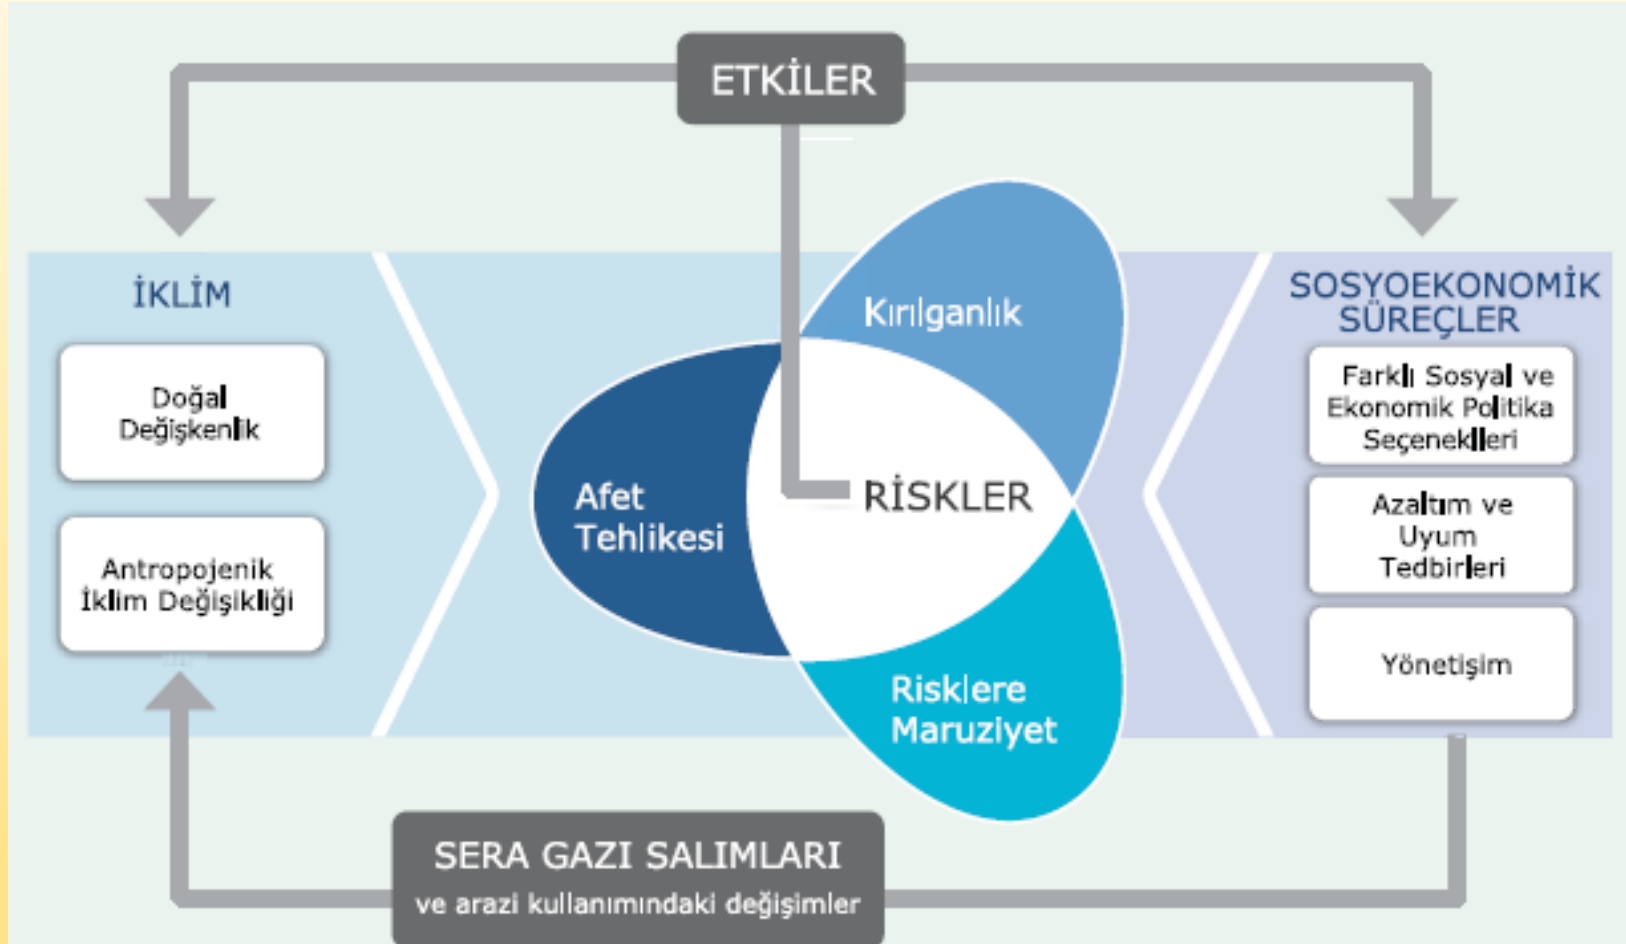 ETKİLER
İKLİM
Doğal
Değişkenlik
Antropojenik
İklim Değişikliği
Kırılganlık
Afet
Tehlikesi
RİSKLER
Risklere
Maruziyet
SOSYOEKONOMİK
SÜREÇLER
Farklı Sosyal ve
Ekonomik Politika
Seçeneklleri
Azaltım ve
Uyum
Tedbirleri
Yönetişim
SERA GAZI SALIMLARI
ve arazi kullanımındaki değişimler